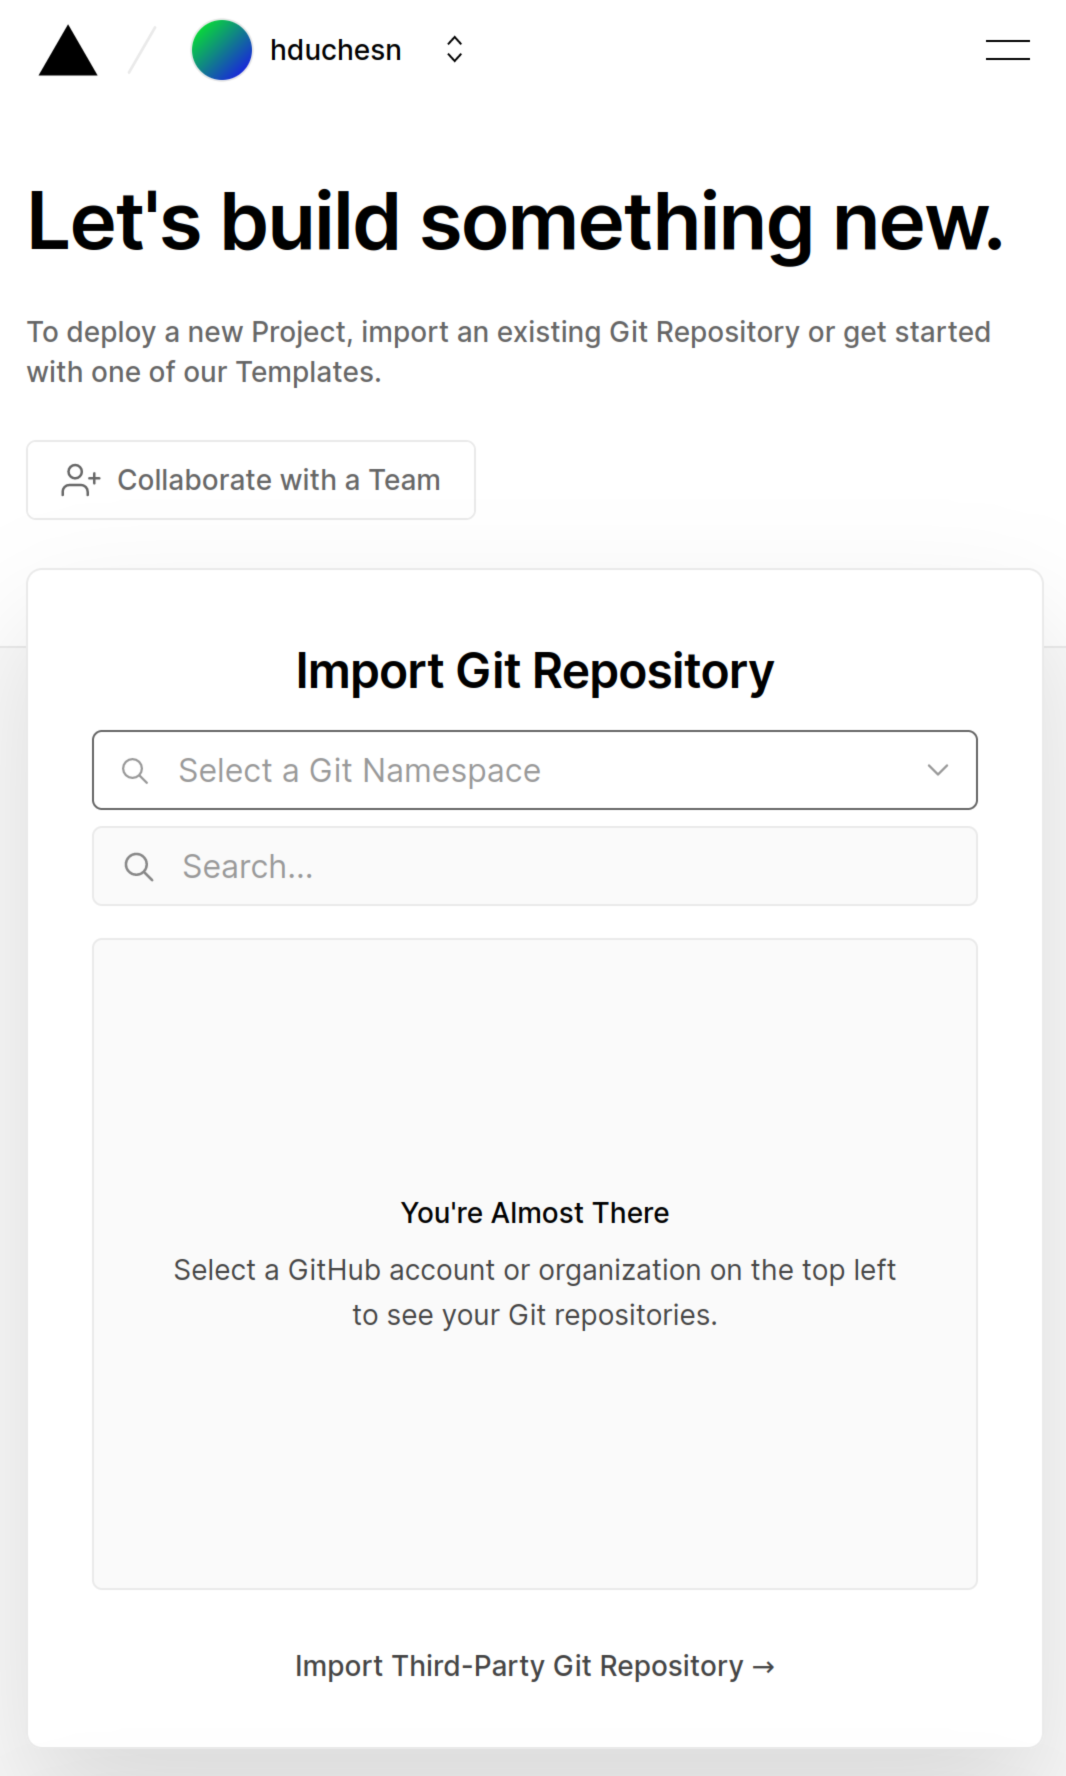 hduchesn
Let's build something new.
To deploy a new Project, import an existing Git Repository or get started
with one of our Templates.
Collaborate with a Team
Import Git Repository
Select a Git Namespace
Search...
You're Almost There
Select a GitHub account or organization on the top left
to see your Git repositories.
Import Third-Party Git Repository →